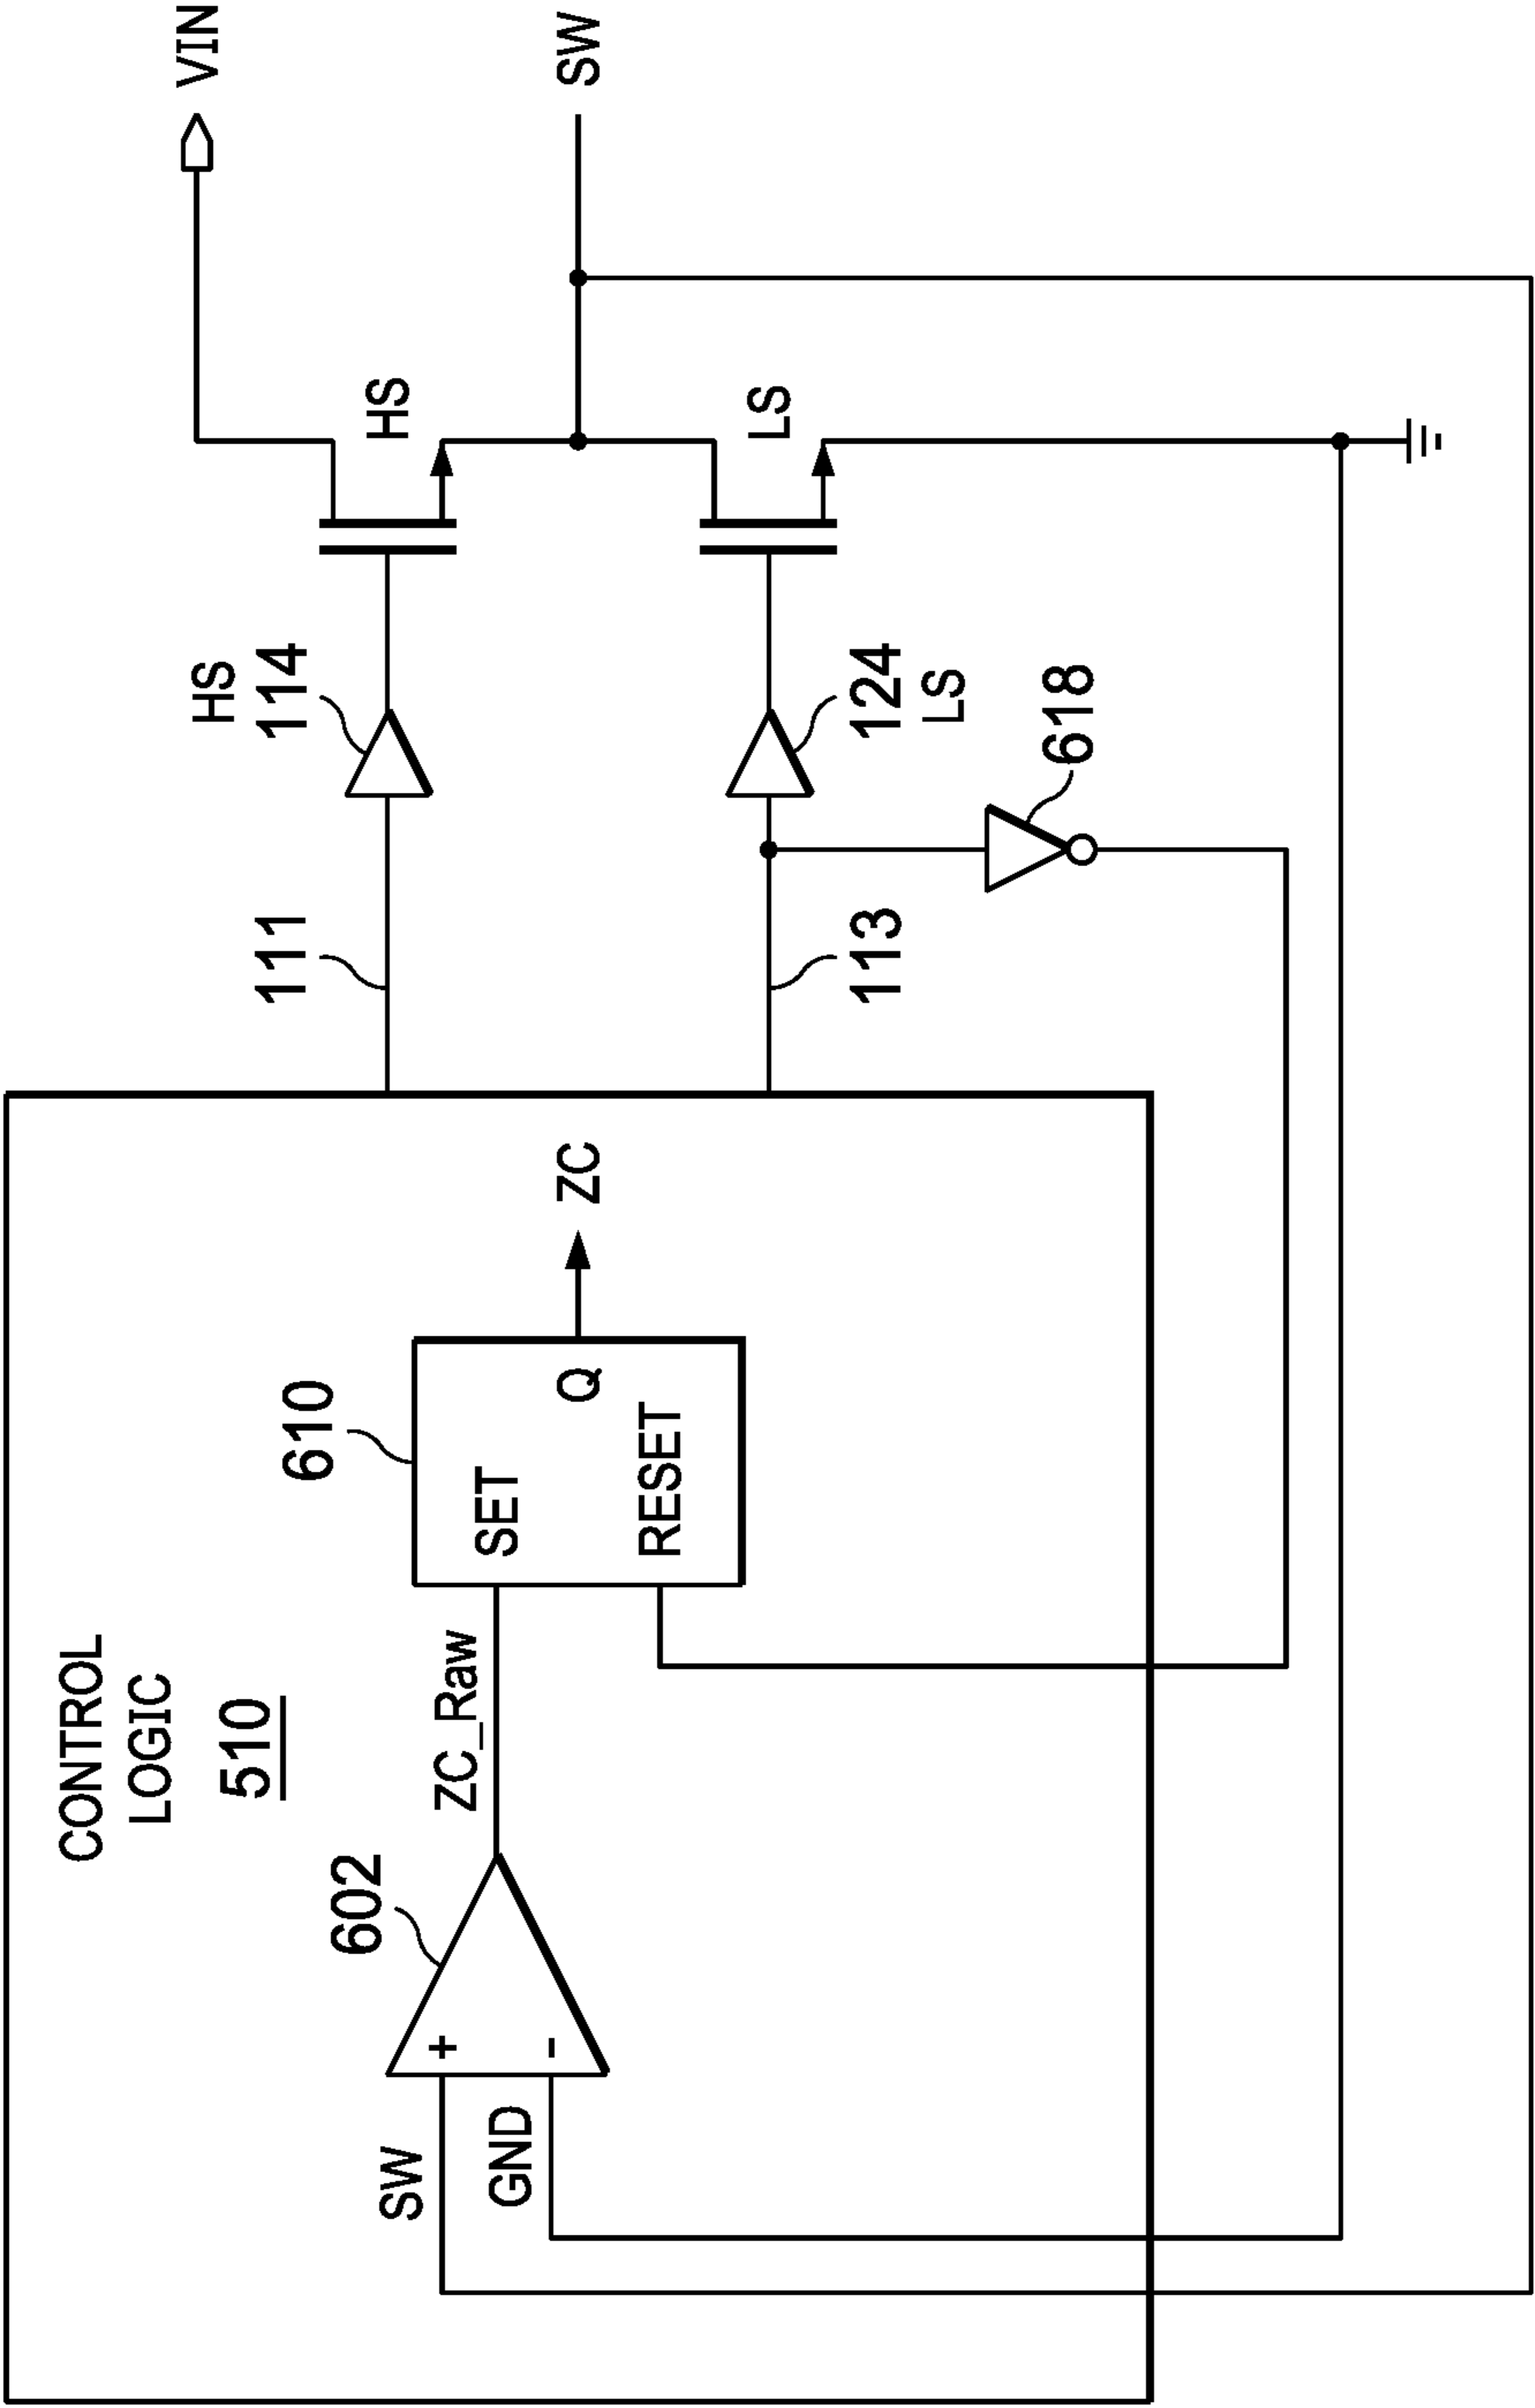 CONTROL
LOGIC
510
VIN
HS
HS
114
111
602
ZC_Raw
610
SET
Q
RESET
ZC
SW
+
GND
-
SW
LS
113
124
LS
618